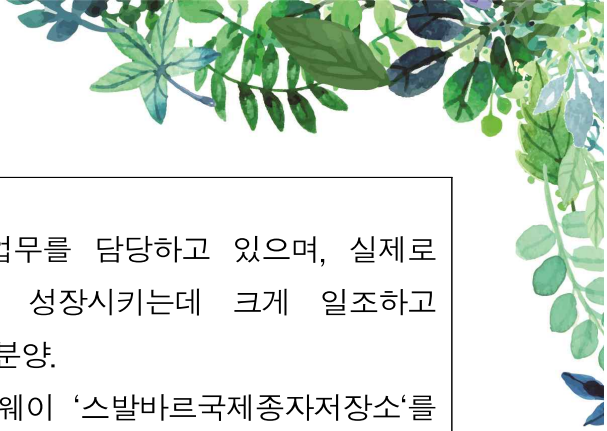 업무를 담당하고 있으며, 실제로
성장시키는데 크게 일조하고
분양.
웨이 ‘스발바르국제종자저장소‘를